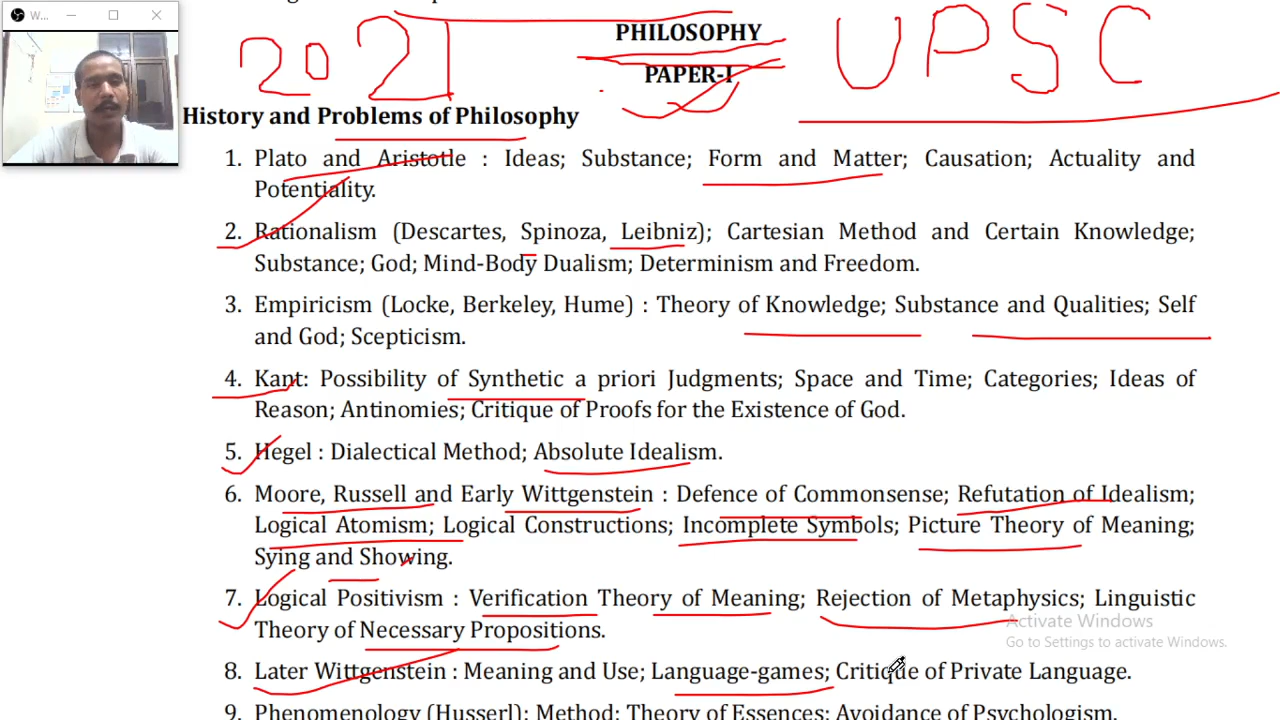 W...
2021
UPSC
PHILOSOPHY
PAPER-I
History and Problems of Philosophy
1. Plato and Aristotle : Ideas; Substance; Form and Matter; Causation; Actuality and
Potentiality.
2. Rationalism (Descartes, Spinoza, Leibniz); Cartesian Method and Certain Knowledge;
Substance; God; Mind-Body Dualism; Determinism and Freedom.
3. Empiricism (Locke, Berkeley, Hume) : Theory of Knowledge; Substance and Qualities; Self
and God; Scepticism.
4. Kant: Possibility of Synthetic a priori Judgments; Space and Time; Categories; Ideas of
Reason; Antinomies; Critique of Proofs for the Existence of God.
5. Hegel : Dialectical Method; Absolute Idealism.
6. Moore, Russell and Early Wittgenstein : Defence of Commonsense; Refutation of Idealism;
Logical Atomism; Logical Constructions; Incomplete Symbols; Picture Theory of Meaning;
Sying and Showing.
7. Logical Positivism : Verification Theory of Meaning; Rejection of Metaphysics; Linguistic
Theory of Necessary Propositions.
Activate Windows
Go to Settings to activate Windows.
8. Later Wittgenstein : Meaning and Use; Language-games; Critique of Private Language.
9. Phenomenology (Husserl); Method; Theory of Essences; Avoidance of Psychologism.